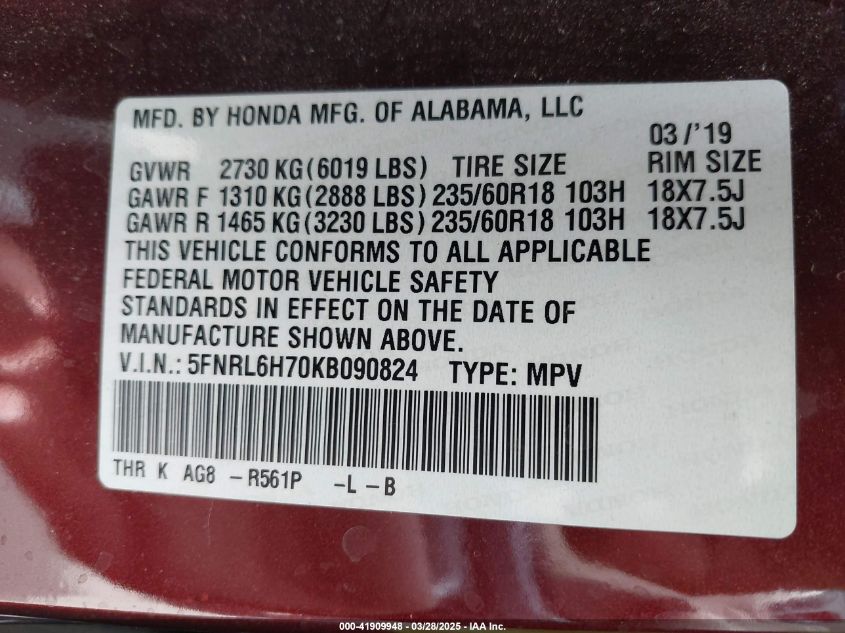 MFD. BY HONDA MFG. OF ALABAMA, LLC
03 /'19
GVWR 2730 KG(6019 LBS) TIRE SIZE RIM SIZE
GAWR F 1310 KG(2888 LBS) 235/60R18 103H 18X7.5J
GAWR R 1465 KG(3230 LBS) 235/60R18 103H 18X7.5J
THIS VEHICLE CONFORMS TO ALL APPLICABLE
FEDERAL MOTOR VEHICLE SAFETY
STANDARDS IN EFFECT ON THE DATE OF
MANUFACTURE SHOWN ABOVE.
V.I.N.: 5FNRL6H70KB090824 TYPE: MPV
THR K AG8 -R561P -L -B
000-41909948 - 03/28/2025 - IAA Inc.